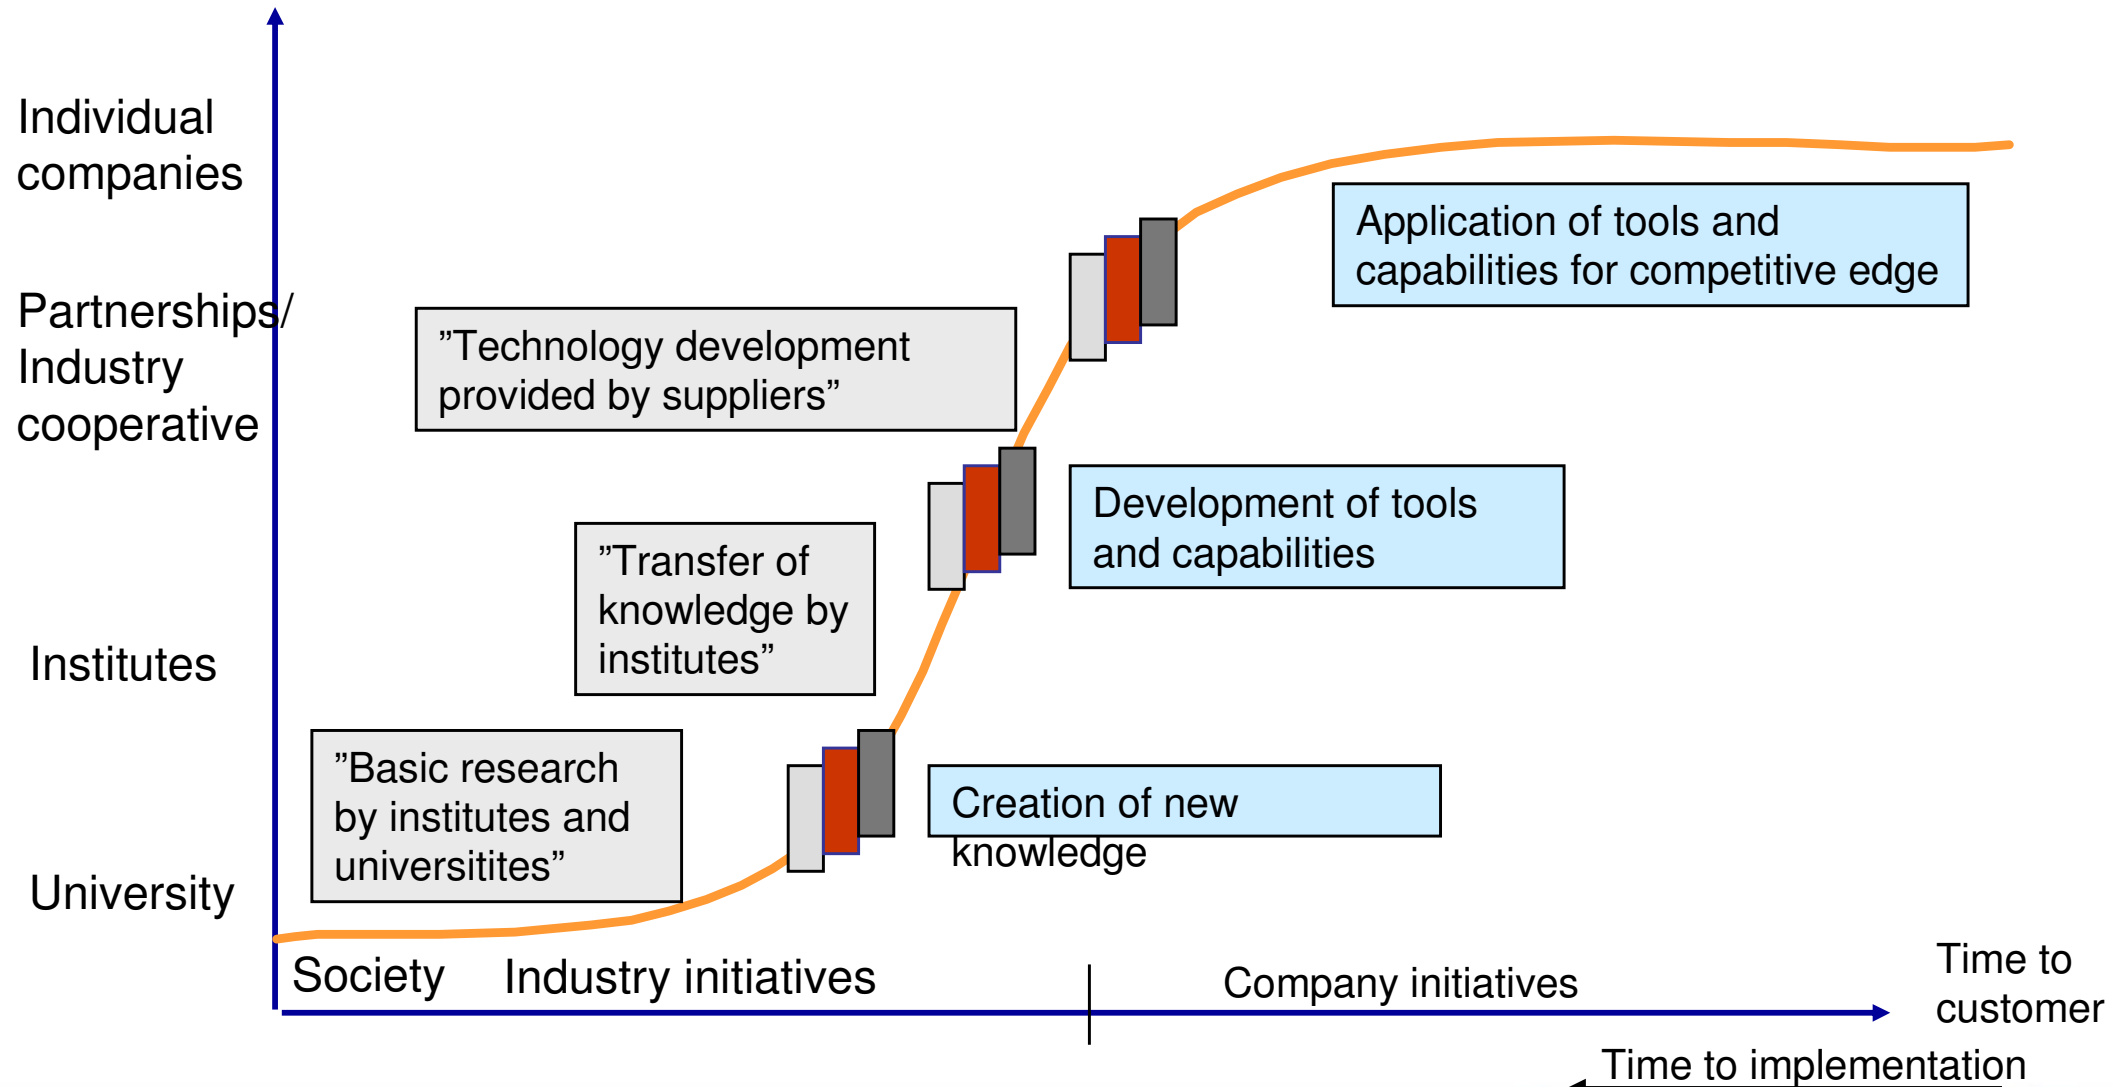 Individual
companies
Partnerships/
Industry
cooperative
Institutes
University
”Technology development
provided by suppliers”
”Transfer of
knowledge by
institutes”
”Basic research
by institutes and
universitites”
Application of tools and
capabilities for competitive edge
Development of tools
and capabilities
Creation of new
knowledge
Society
Industry initiatives
Company initiatives
Time to
customer
Time to implementation